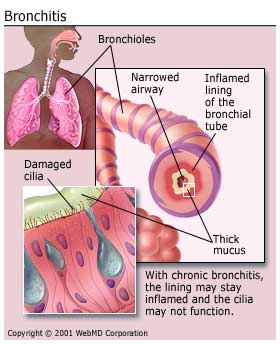 Bronchitis
Bronchioles
Narrowed
airway
Inflamed
lining
of the
bronchial
tube
Damaged
cilia
Thick
mucus
With chronic bronchitis,
the lining may stay
inflamed and the cilia
may not function.
Copyright © 2001 WebMD Corporation